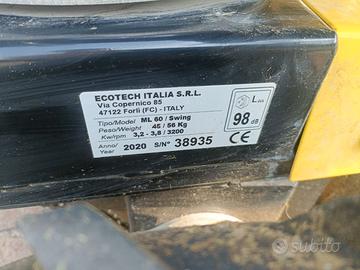 ECOTECH ITALIA S.R.L.
Via Copernico 85
47122 Forlì (FC) - ITALY
Tipo/Model ML 60 / Swing
Peso/Weight 45 / 56 Kg
Kw/rpm 3,2 - 3,8 / 3200
Anno/Year 2020 S/N° 38935
98 dB
CE
subito